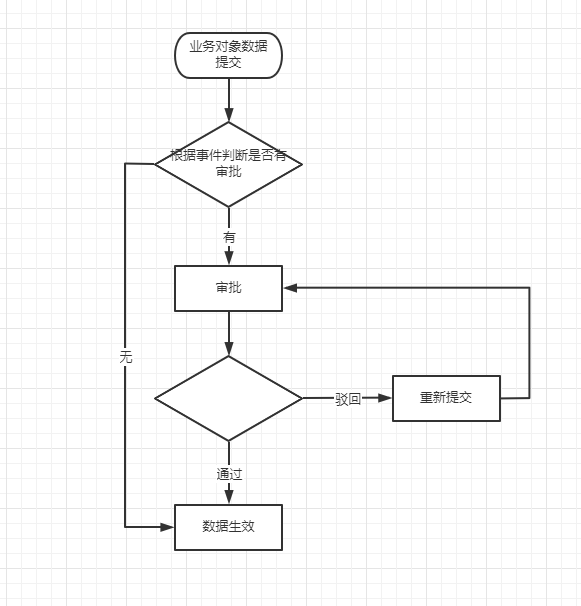 业务对象数据
提交
根据事件判断是否有
审批
有
审批
无
驳回
重新提交
通过
数据生效